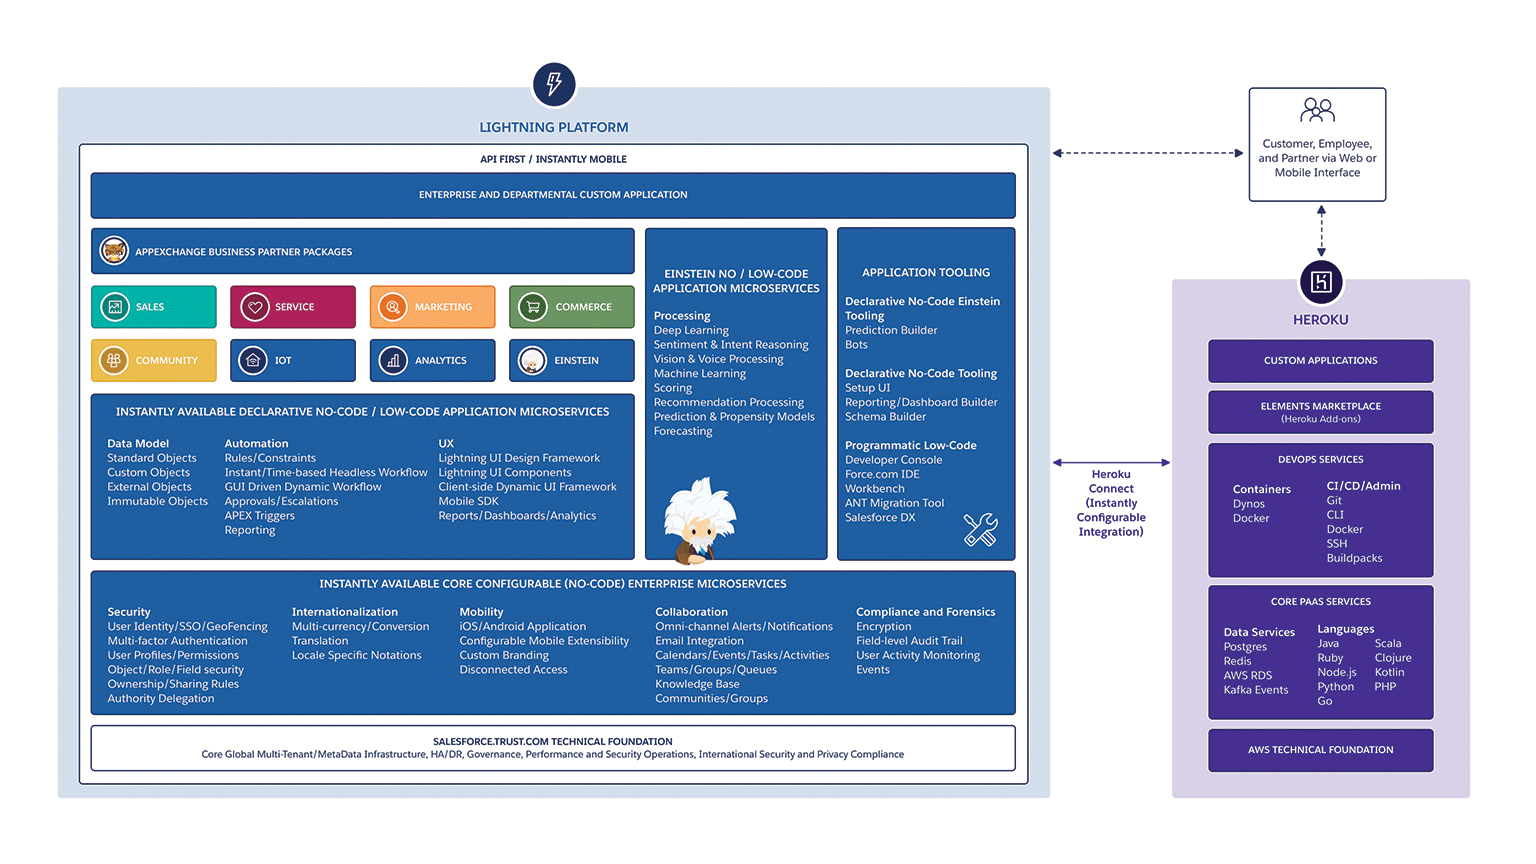 LIGHTNING PLATFORM
API FIRST / INSTANTLY MOBILE
ENTERPRISE AND DEPARTMENTAL CUSTOM APPLICATION
APPEXCHANGE BUSINESS PARTNER PACKAGES
SALES
SERVICE
MARKETING
COMMERCE
COMMUNITY
IOT
ANALYTICS
EINSTEIN
INSTANTLY AVAILABLE DECLARATIVE NO-CODE / LOW-CODE APPLICATION MICROSERVICES
Data Model
Standard Objects
Custom Objects
External Objects
Immutable Objects
Automation
Rules/Constraints
Instant/Time-based Headless Workflow
GUI Driven Dynamic Workflow
Approvals/Escalations
APEX Triggers
Reporting
UX
Lightning UI Design Framework
Lightning UI Components
Client-side Dynamic UI Framework
Mobile SDK
Reports/Dashboards/Analytics
EINSTEIN NO / LOW-CODE
APPLICATION MICROSERVICES
Processing
Deep Learning
Sentiment & Intent Reasoning
Vision & Voice Processing
Machine Learning
Scoring
Recommendation Processing
Prediction & Propensity Models
Forecasting
APPLICATION TOOLING
Declarative No-Code Einstein
Tooling
Prediction Builder
Bots
Declarative No-Code Tooling
Setup UI
Reporting/Dashboard Builder
Schema Builder
Programmatic Low-Code
Developer Console
Force.com IDE
Workbench
ANT Migration Tool
Salesforce DX
INSTANTLY AVAILABLE CORE CONFIGURABLE (NO-CODE) ENTERPRISE MICROSERVICES
Security
User Identity/SSO/GeoFencing
Multi-factor Authentication
User Profiles/Permissions
Object/Role/Field security
Ownership/Sharing Rules
Authority Delegation
Internationalization
Multi-currency/Conversion
Translation
Locale Specific Notations
Mobility
iOS/Android Application
Configurable Mobile Extensibility
Custom Branding
Disconnected Access
Collaboration
Omni-channel Alerts/Notifications
Email Integration
Calendars/Events/Tasks/Activities
Teams/Groups/Queues
Knowledge Base
Communities/Groups
Compliance and Forensics
Encryption
Field-level Audit Trail
User Activity Monitoring
Events
SALESFORCE.TRUST.COM TECHNICAL FOUNDATION
Core Global Multi-Tenant/MetaData Infrastructure, HA/DR, Governance, Performance and Security Operations, International Security and Privacy Compliance
Heroku
Connect
(Instantly
Configurable
Integration)
Customer, Employee,
and Partner via Web or
Mobile Interface
HEROKU
CUSTOM APPLICATIONS
ELEMENTS MARKETPLACE
(Heroku Add-ons)
DEVOPS SERVICES
Containers
Dynos
Docker
CI/CD/Admin
Git
CLI
Docker
SSH
Buildpacks
CORE PAAS SERVICES
Data Services
Postgres
Redis
AWS RDS
Kafka Events
Languages
Java
Ruby
Node.js
Python
Go
Scala
Clojure
Kotlin
PHP
AWS TECHNICAL FOUNDATION